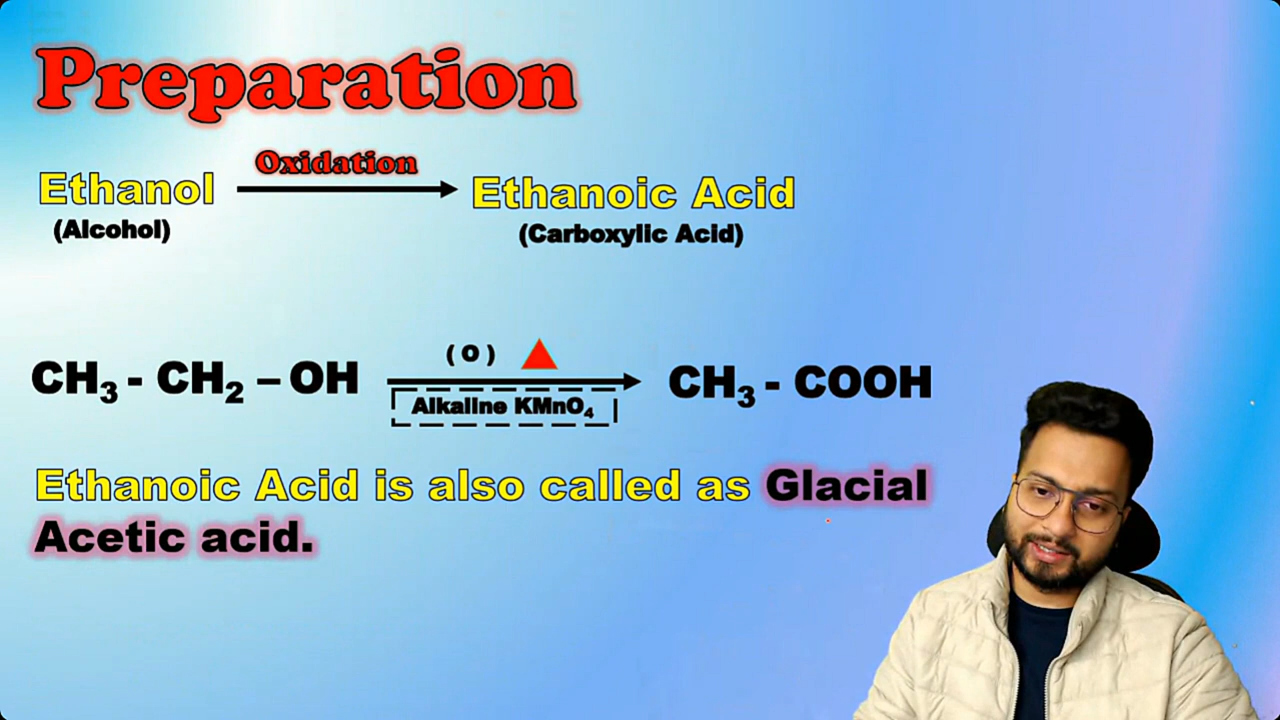 Preparation
Oxidation
Ethanol
Ethanoic Acid
(Alcohol)
(Carboxylic Acid)
( O )
CH₃ - CH₂ – OH
CH₃ - COOH
Alkaline KMnO₄
Ethanoic Acid is also called as Glacial
Acetic acid.